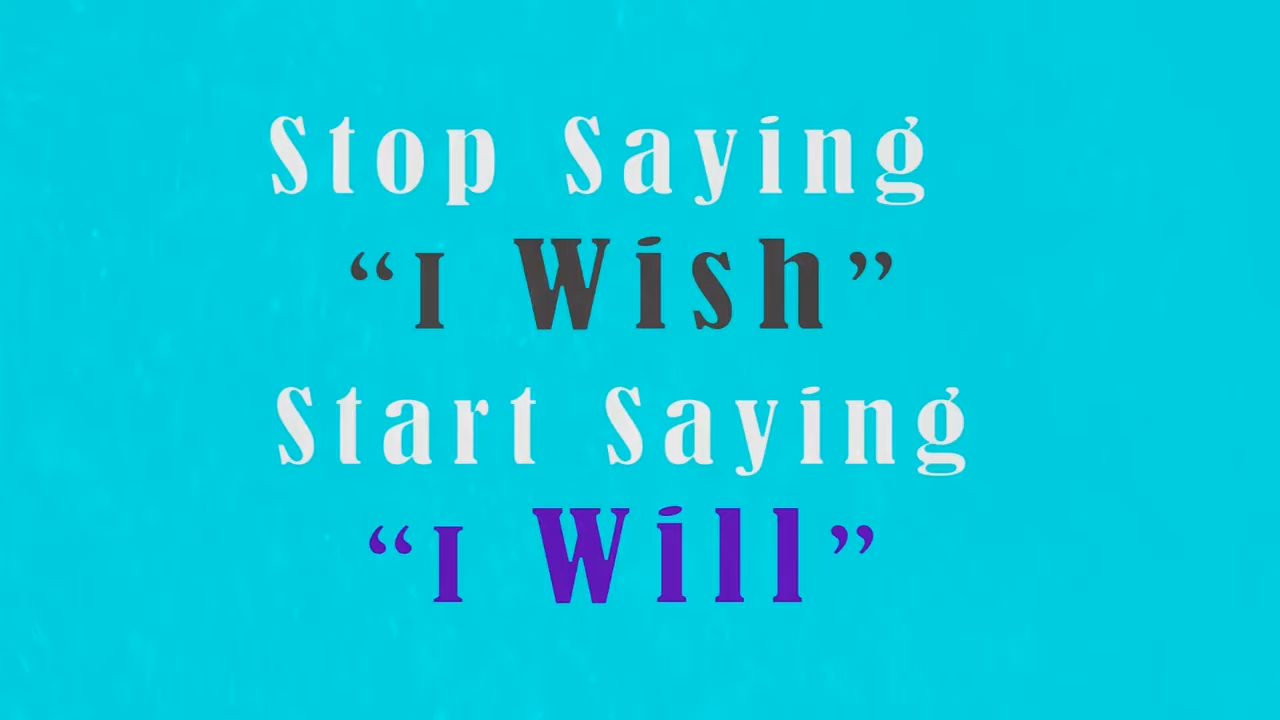 Stop Saying
“I Wish”
Start Saying
“I Will”